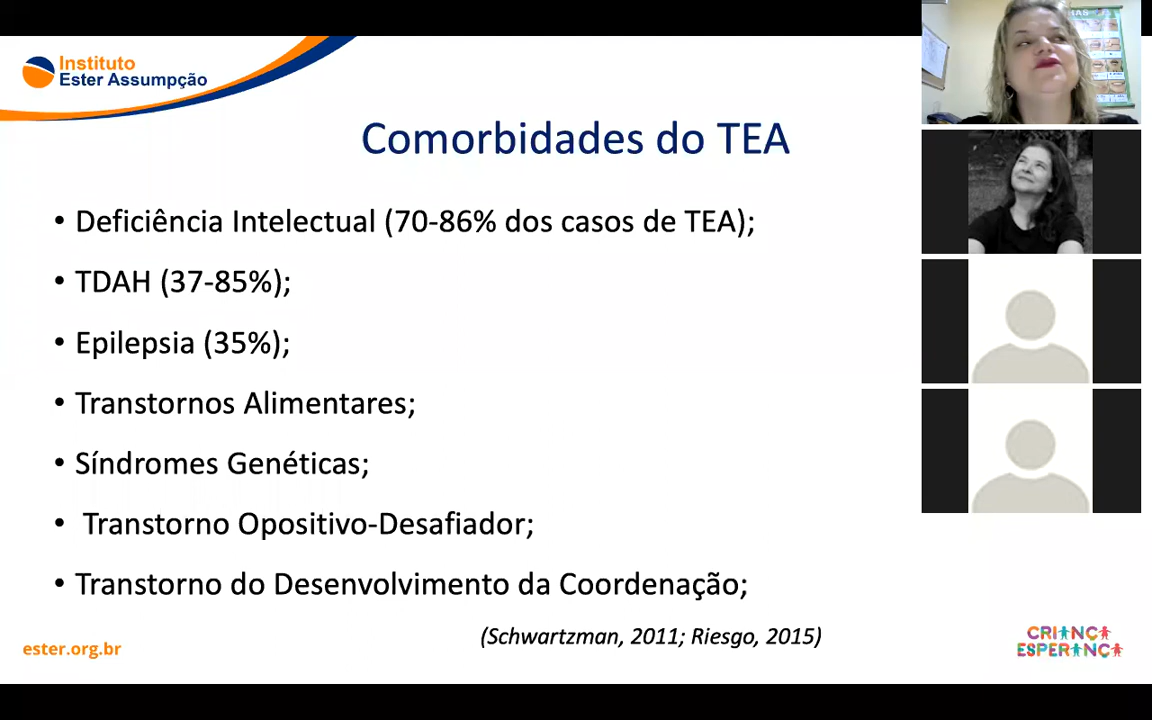 Instituto
Ester Assumpção
Comorbidades do TEA
• Deficiência Intelectual (70-86% dos casos de TEA);
• TDAH (37-85%);
• Epilepsia (35%);
• Transtornos Alimentares;
• Síndromes Genéticas;
• Transtorno Opositivo-Desafiador;
• Transtorno do Desenvolvimento da Coordenação;
(Schwartzman, 2011; Riesgo, 2015)
ester.org.br
CRIANÇA
ESPERANÇA